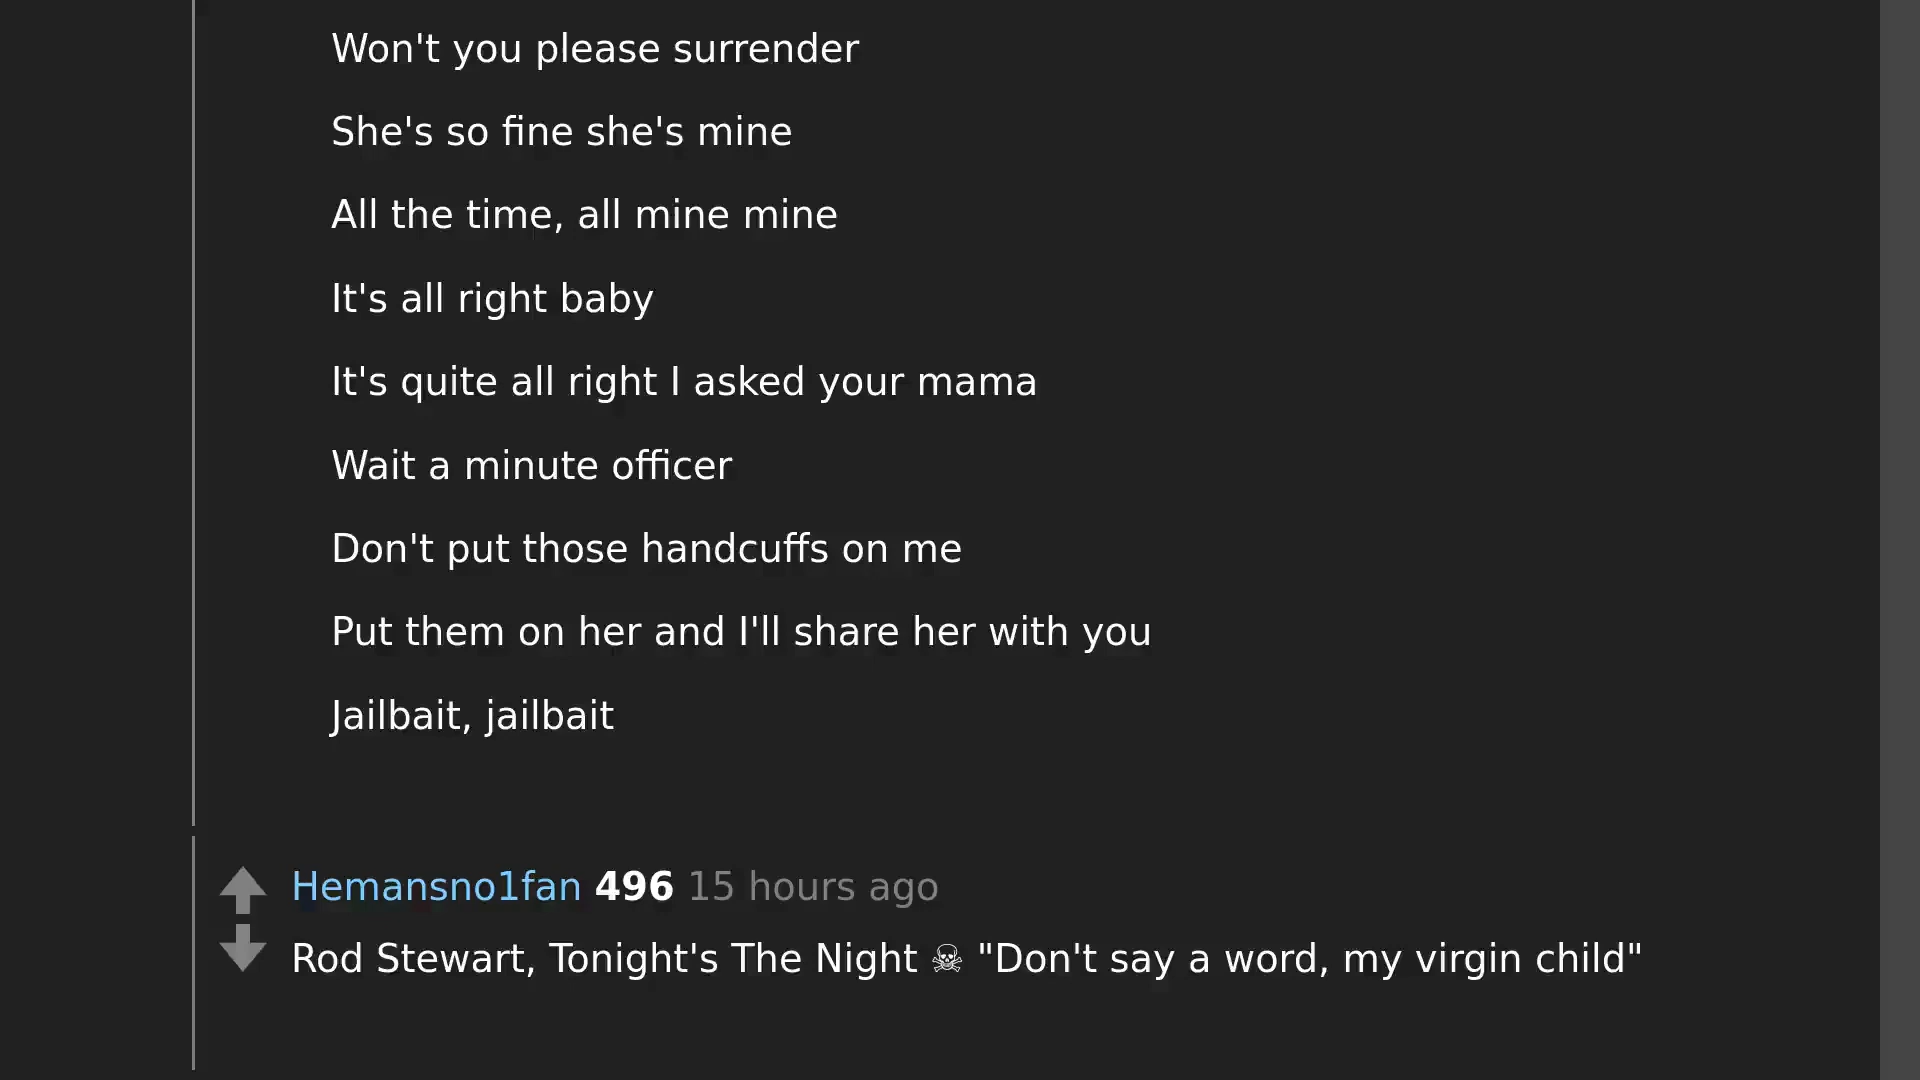 Won't you please surrender
She's so fine she's mine
All the time, all mine mine
It's all right baby
It's quite all right I asked your mama
Wait a minute officer
Don't put those handcuffs on me
Put them on her and I'll share her with you
Jailbait, jailbait
Hemansno1fan 496 15 hours ago
Rod Stewart, Tonight's The Night ☠ "Don't say a word, my virgin child"